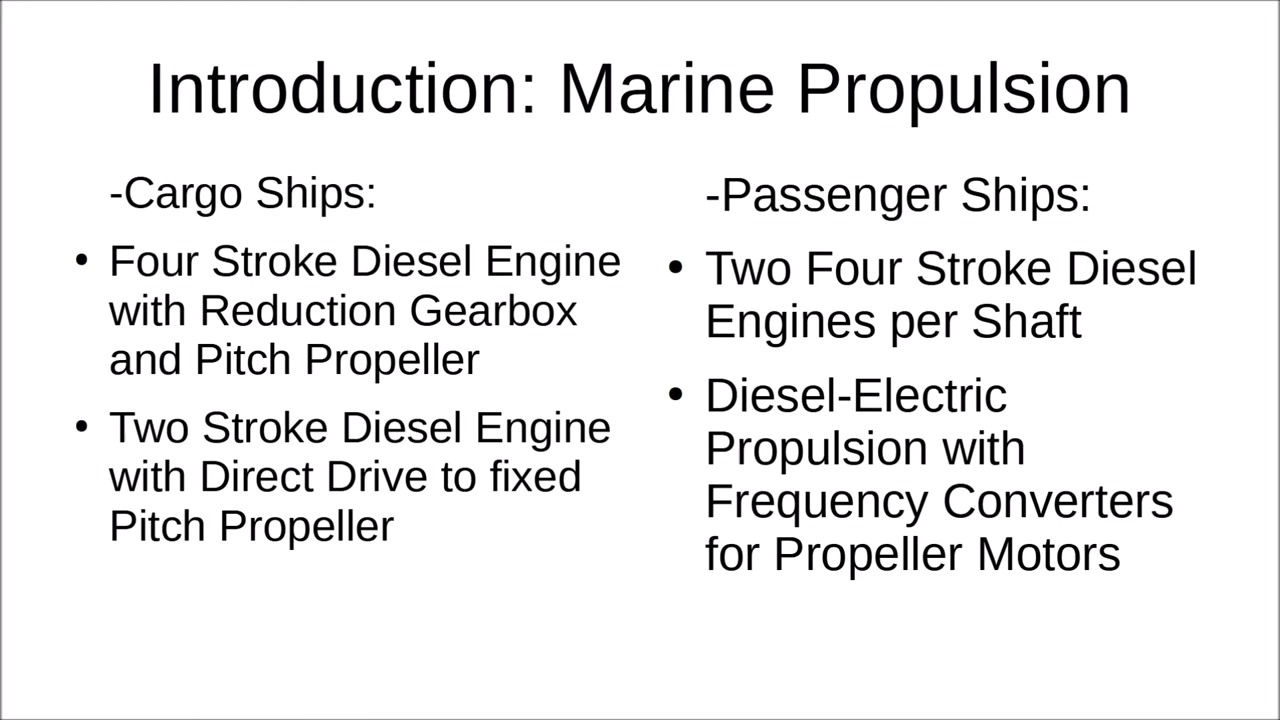 Introduction: Marine Propulsion
-Cargo Ships:
• Four Stroke Diesel Engine
with Reduction Gearbox
and Pitch Propeller
• Two Stroke Diesel Engine
with Direct Drive to fixed
Pitch Propeller
-Passenger Ships:
• Two Four Stroke Diesel
Engines per Shaft
• Diesel-Electric
Propulsion with
Frequency Converters
for Propeller Motors